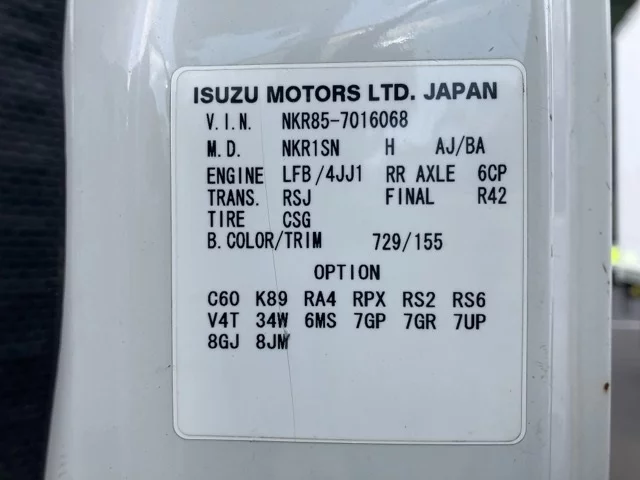 ISUZU MOTORS LTD. JAPAN
V.I.N. NKR85-7016068
M.D. NKR1SN H AJ/BA
ENGINE LFB/4JJ1 RR AXLE 6CP
TRANS. RSJ FINAL R42
TIRE CSG
B.COLOR/TRIM 729/155
OPTION
C60 K89 RA4 RPX RS2 RS6
V4T 34W 6MS 7GP 7GR 7UP
8GJ 8JM